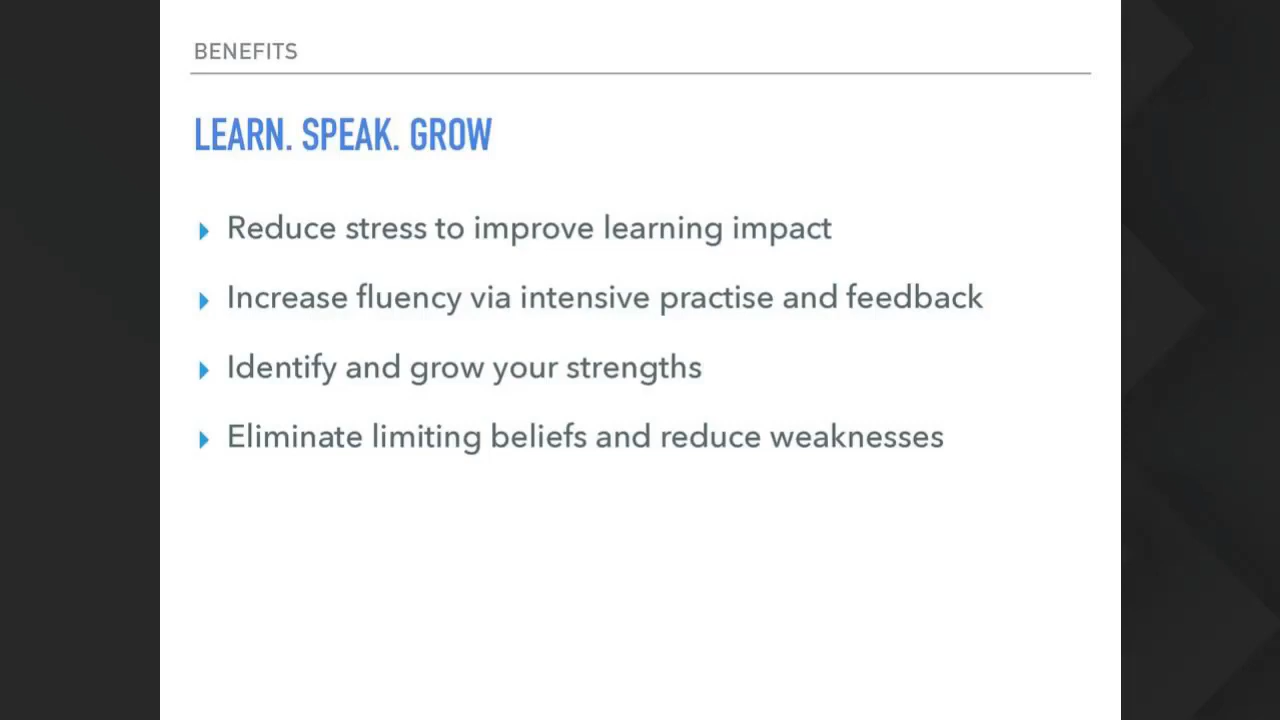 BENEFITS
LEARN. SPEAK. GROW
Reduce stress to improve learning impact
Increase fluency via intensive practise and feedback
Identify and grow your strengths
Eliminate limiting beliefs and reduce weaknesses